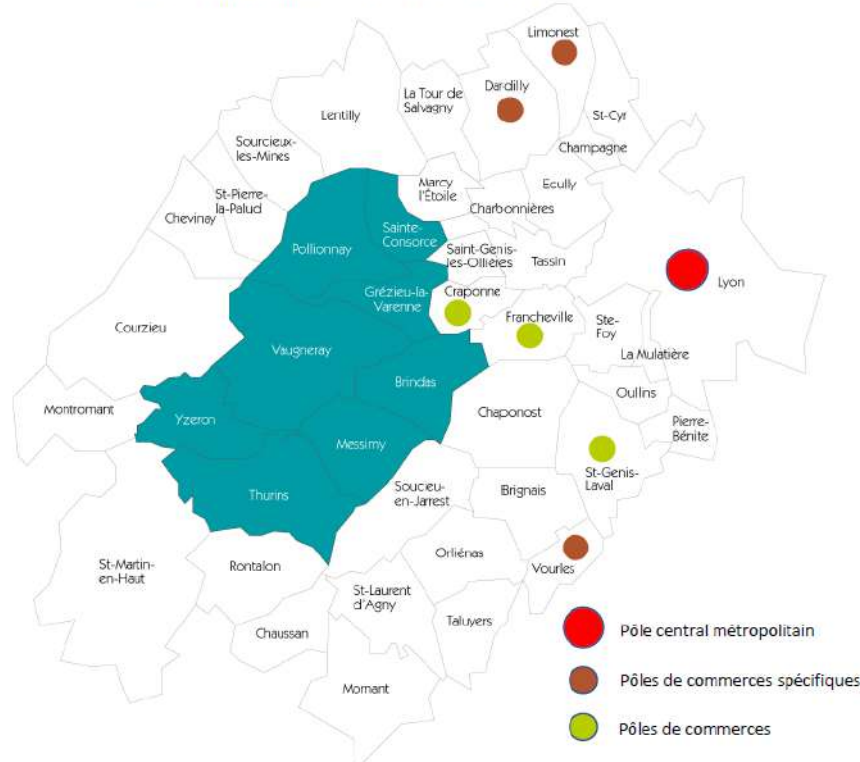 Limonest
La Tour de
Salvagny
Dardilly
Lentilly
St-Cyr
Sourcieux-
les-Mines
Champagne
Marcy
l'Étoile
Ecully
St-Pierre-
la-Palud
Charbonnières
Chevinay
Sainte-
Consorce
Pollionnay
Saint-Genis-
les-Ollières
Tassin
Lyon
Grézieu-la-
Varenne
Craponne
Francheville
Ste-
Foy
Courzieu
Vaugneray
La Mulatière
Brindas
Oullins
Montromant
Yzeron
Chaponost
Pierre-
Bénite
Messimy
St-Genis-
Laval
Thurins
Soucieu-
en-Jarrest
Brignais
Orliénas
St-Martin-
en-Haut
Rontalon
Vourles
St-Laurent
d'Agny
Taluyers
Chaussan
Mornant
Pôle central métropolitain
Pôles de commerces spécifiques
Pôles de commerces